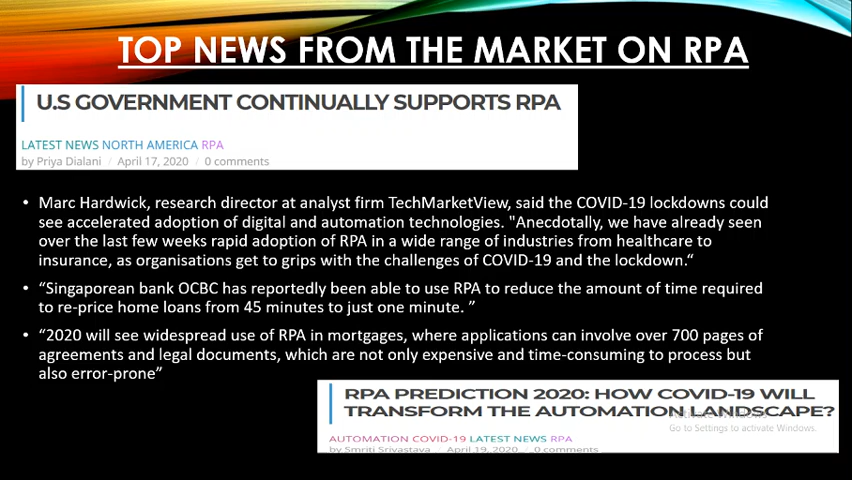 TOP NEWS FROM THE MARKET ON RPA
U.S GOVERNMENT CONTINUALLY SUPPORTS RPA
LATEST NEWS NORTH AMERICA RPA
by Priya Dialani / April 17, 2020 / 0 comments
• Marc Hardwick, research director at analyst firm TechMarketView, said the COVID-19 lockdowns could
see accelerated adoption of digital and automation technologies. "Anecdotally, we have already seen
over the last few weeks rapid adoption of RPA in a wide range of industries from healthcare to
insurance, as organisations get to grips with the challenges of COVID-19 and the lockdown.“
• “Singaporean bank OCBC has reportedly been able to use RPA to reduce the amount of time required
to re-price home loans from 45 minutes to just one minute. ”
• “2020 will see widespread use of RPA in mortgages, where applications can involve over 700 pages of
agreements and legal documents, which are not only expensive and time-consuming to process but
also error-prone”
RPA PREDICTION 2020: HOW COVID-19 WILL
TRANSFORM THE AUTOMATION LANDSCAPE?
Activate Windows
Go to Settings to activate Windows.
AUTOMATION COVID-19 LATEST NEWS RPA
by Smriti Srivastava / April 19, 2020 / 0 comments